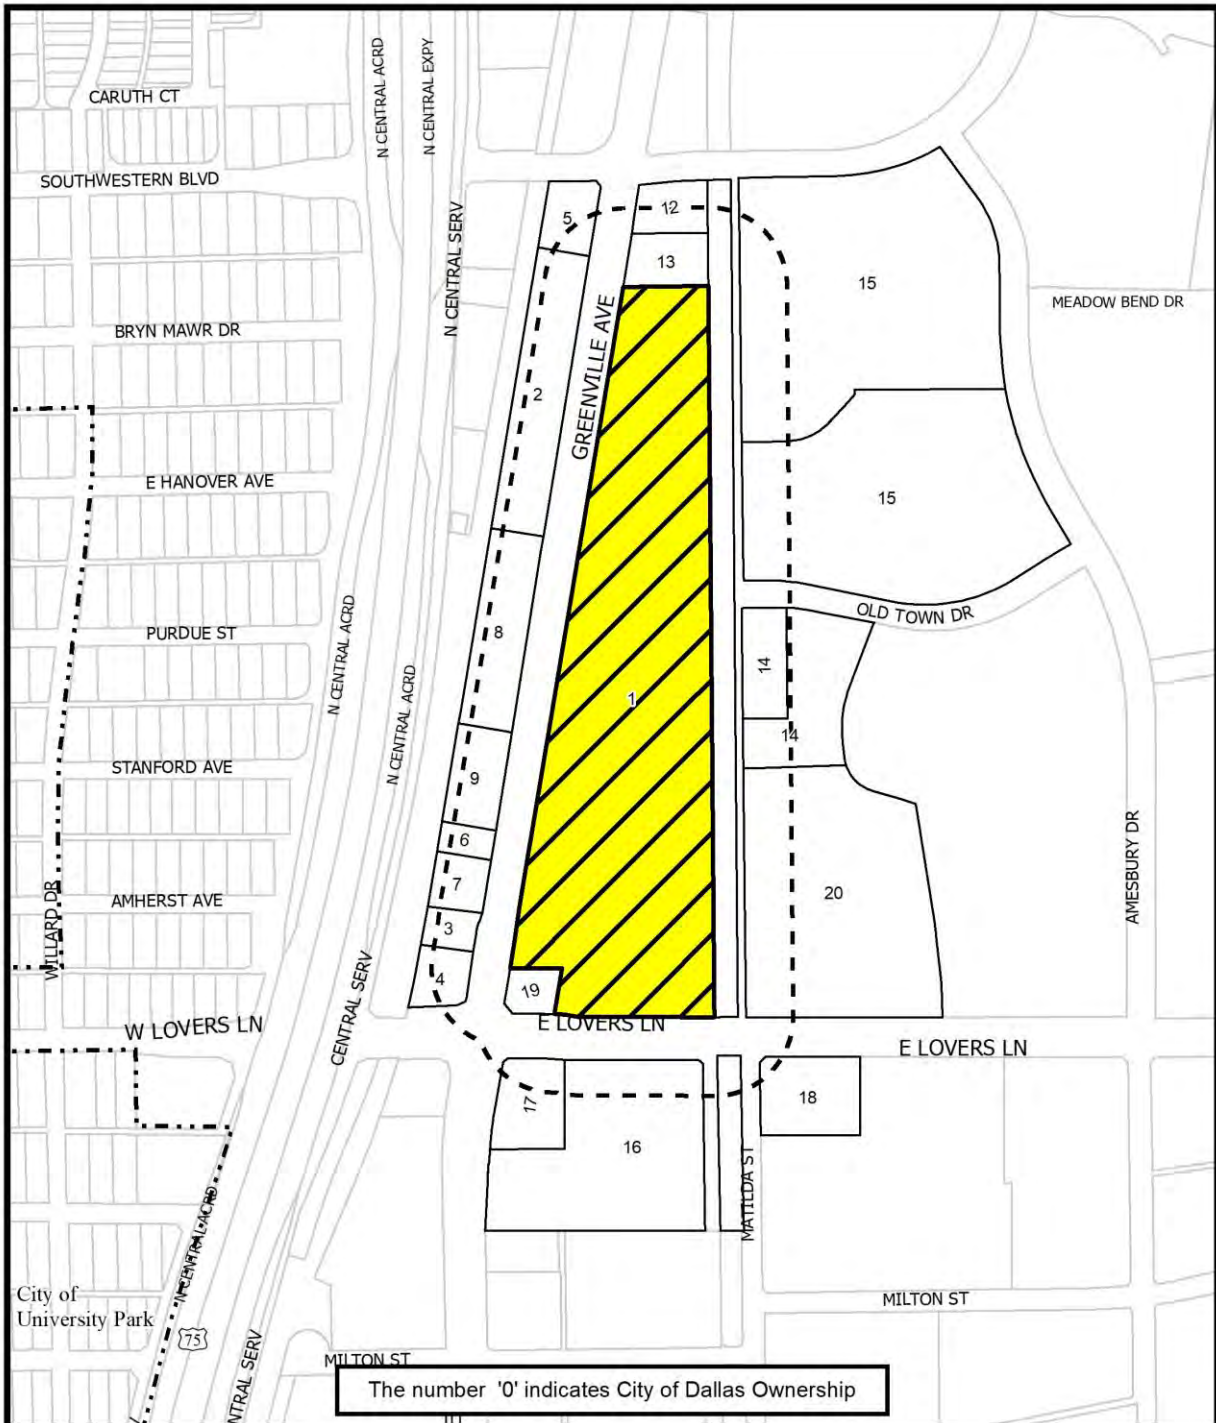 CARUTH CT
N CENTRAL ACRD
N CENTRAL EXPY
SOUTHWESTERN BLVD
5
12
N CENTRAL SERV
13
15
MEADOW BEND DR
BRYN MAWR DR
GREENVILLE AVE
2
E HANOVER AVE
15
OLD TOWN DR
PURDUE ST
8
N CENTRAL ACRD
14
1
14
N CENTRAL ACRD
STANFORD AVE
9
6
AMESBURY DR
7
20
AMHERST AVE
WILLARD DR
3
4
19
CENTRAL SERV
W LOVERS LN
E LOVERS LN
E LOVERS LN
17
18
16
MATILDA ST
N CENTRAL ACRD
City of
University Park
MILTON ST
75
NTRAL SERV
MILTON ST
The number '0' indicates City of Dallas Ownership